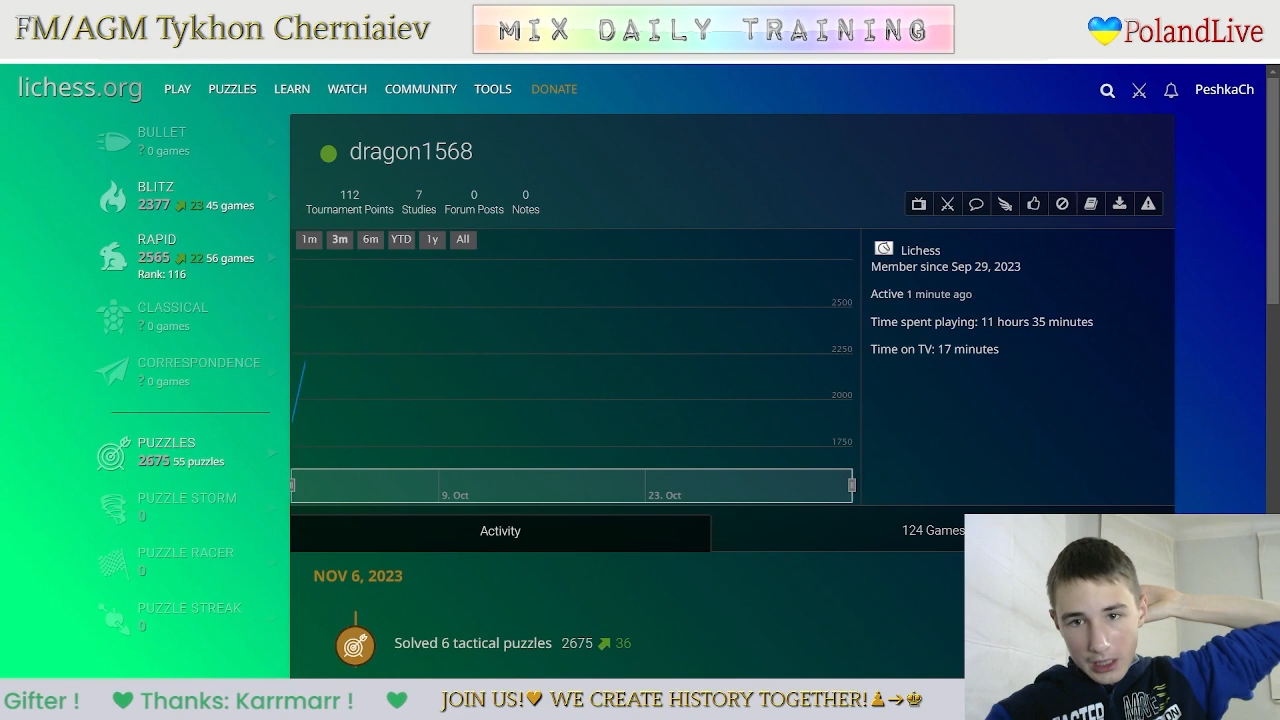 FM/AGM Tykhon Cherniaiev
MIX DAILY TRAINING
PolandLive
lichess.org
PLAY PUZZLES LEARN WATCH COMMUNITY TOOLS DONATE
PeshkaCh
BULLET
? 0 games
BLITZ
2377 23 45 games
RAPID
2565 22 56 games
Rank: 116
CLASSICAL
? 0 games
CORRESPONDENCE
? 0 games
PUZZLES
2675 55 puzzles
PUZZLE STORM
0
PUZZLE RACER
0
PUZZLE STREAK
0
dragon1568
112 7 0 0
Tournament Points Studies Forum Posts Notes
1m 3m 6m YTD 1y All
2500
2250
2000
1750
9. Oct 23. Oct
Lichess
Member since Sep 29, 2023
Active 1 minute ago
Time spent playing: 11 hours 35 minutes
Time on TV: 17 minutes
Activity
124 Games
NOV 6, 2023
Solved 6 tactical puzzles 2675 36
Gifter ! Thanks: Karrmarr !
JOIN US! WE CREATE HISTORY TOGETHER!